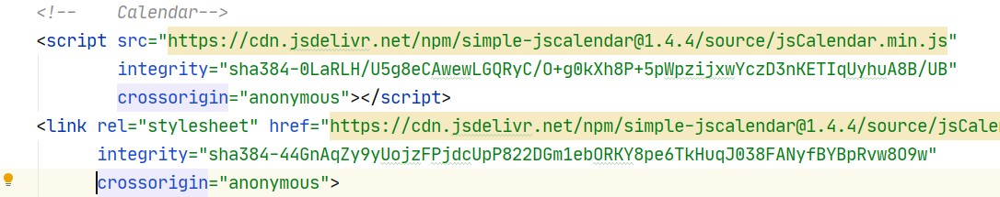 <!--    Calendar-->
<script src="https://cdn.jsdelivr.net/npm/simple-jscalendar@1.4.4/source/jsCalendar.min.js"
integrity="sha384-0LaRLH/U5g8eCAwewLGQRyC/O+g0kXh8P+5pWpzijxwYczD3nKETIqUyhuA8B/UB"
crossorigin="anonymous"></script>
<link rel="stylesheet" href="https://cdn.jsdelivr.net/npm/simple-jscalendar@1.4.4/source/jsCale
integrity="sha384-44GnAqZy9yUojzFPjdcUpP822DGm1ebORKY8pe6TkHuqJ038FANyfBYBpRvw8O9w"
crossorigin="anonymous">